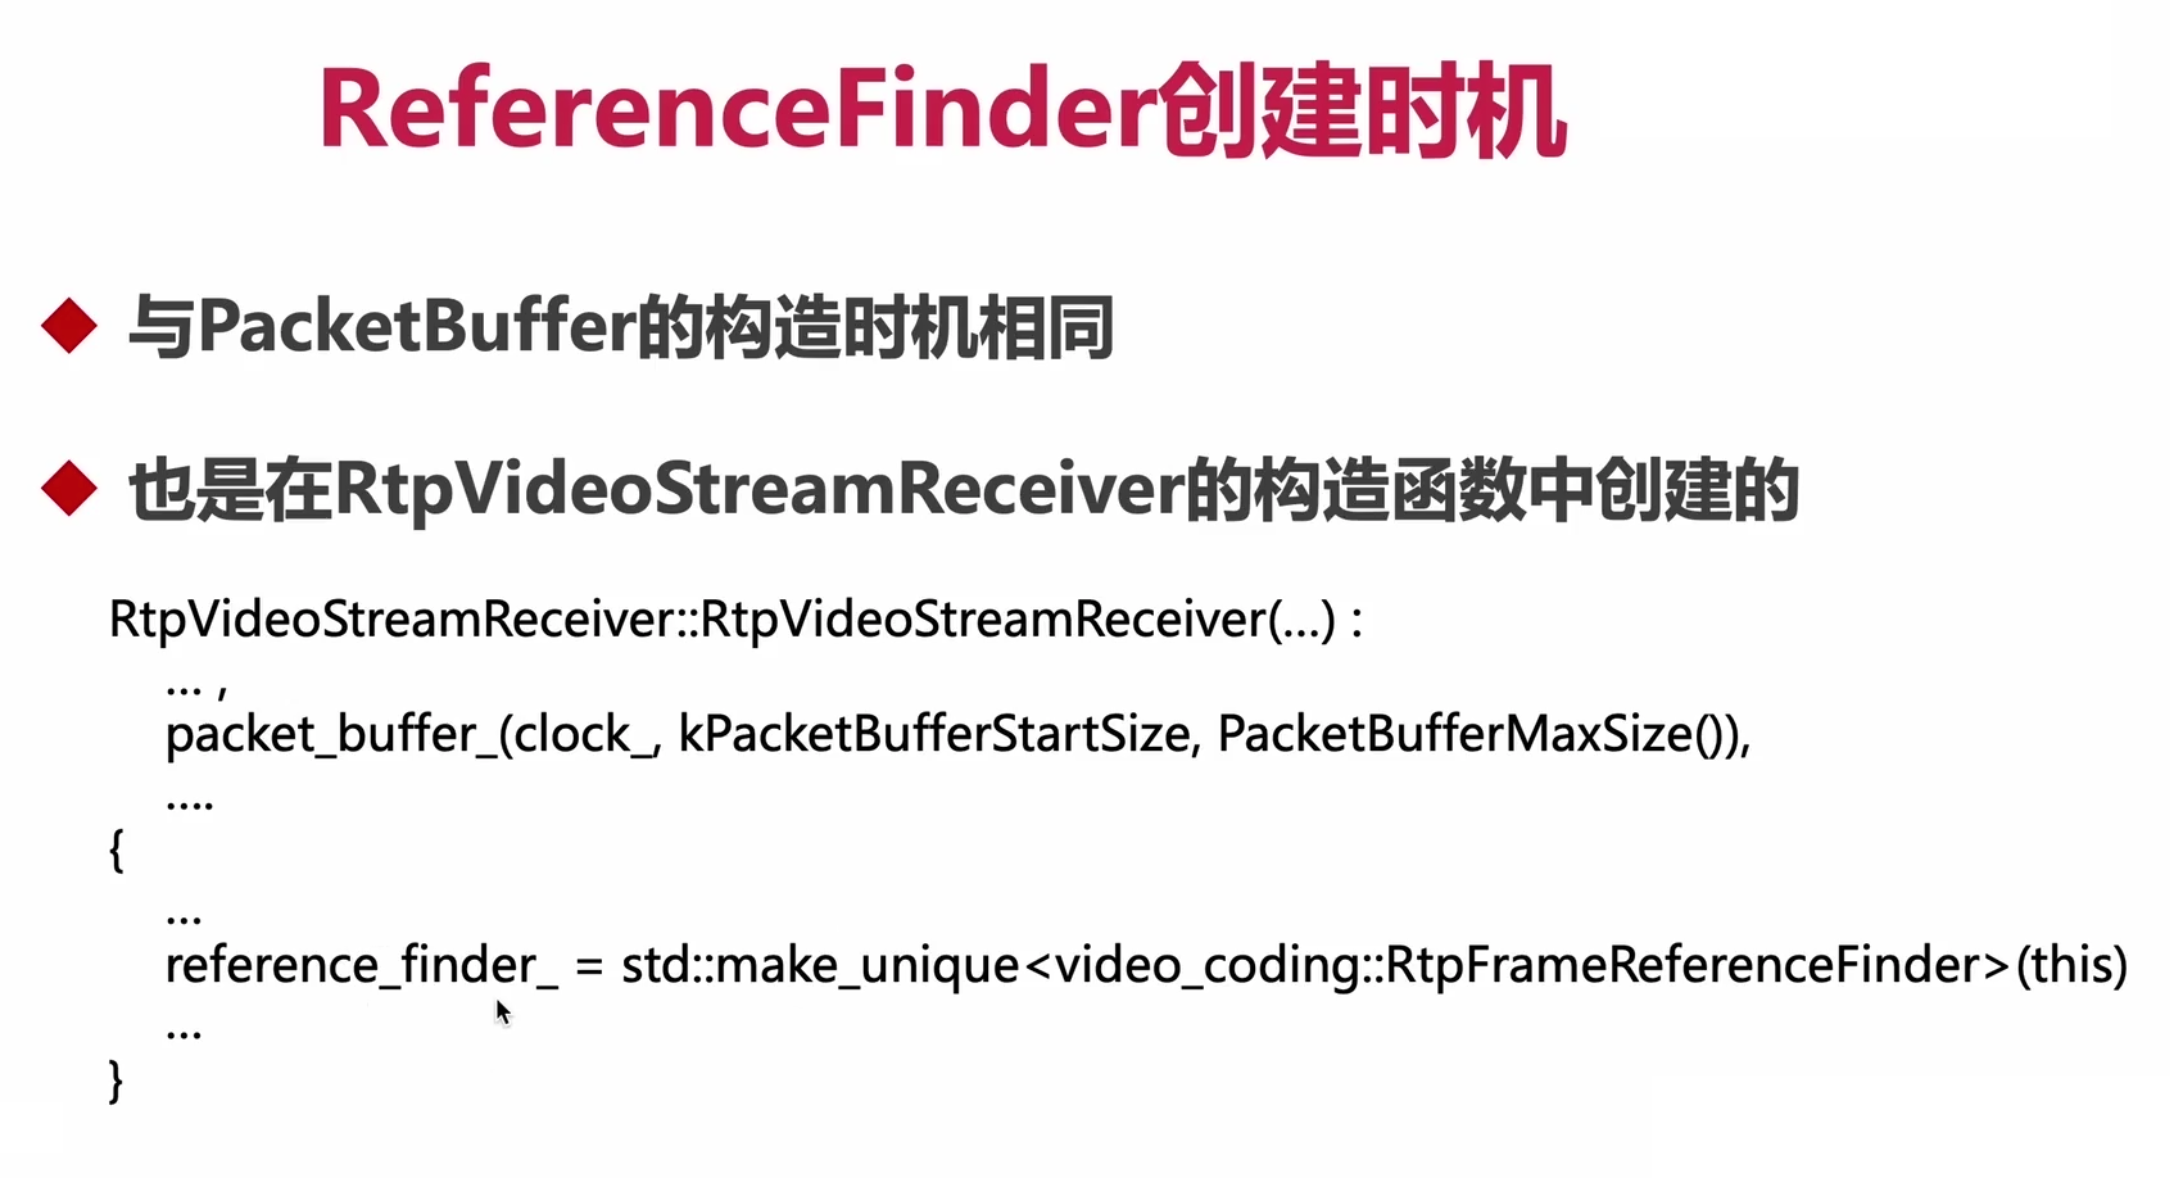 ReferenceFinder创建时机
与PacketBuffer的构造时机相同
也是在RtpVideoStreamReceiver的构造函数中创建的
RtpVideoStreamReceiver::RtpVideoStreamReceiver(...) :
... ,
packet_buffer_(clock_, kPacketBufferStartSize, PacketBufferMaxSize()),
....
{
...
reference_finder_ = std::make_unique<video_coding::RtpFrameReferenceFinder>(this)
...
}